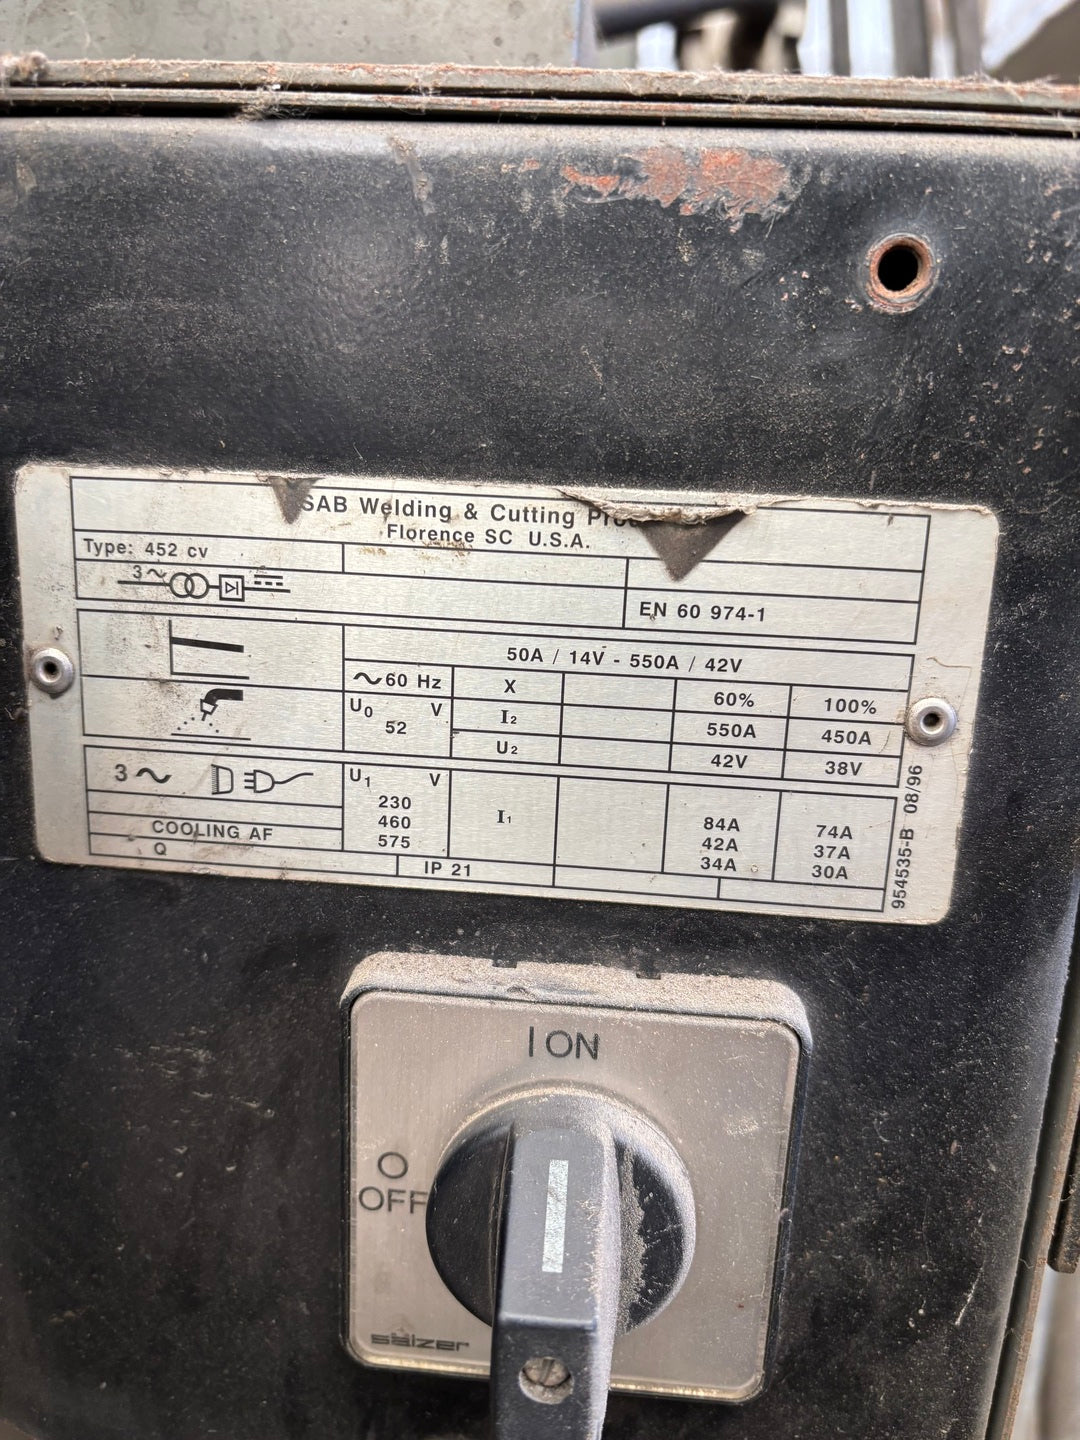 SAB Welding & Cutting
Florence SC U.S.A.
Type: 452 cv
3~
EN 60 974-1
50A / 14V - 550A / 42V
~60 Hz X 60% 100%
U0 V
52
I2 550A 450A
U2 42V 38V
3~ U1 V
230
460
575
I1
84A 74A
42A 37A
34A 30A
COOLING AF
Q
IP 21
954535-B 08/96
I ON
O
OFF
sälzer